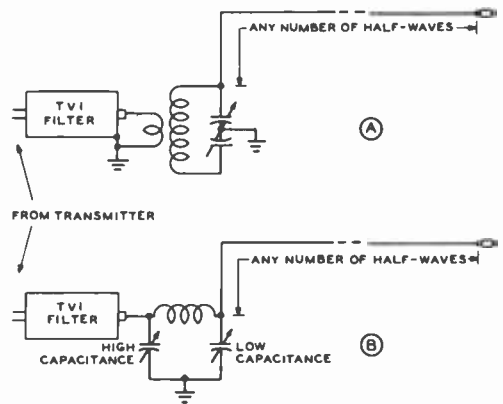 ANY NUMBER OF HALF-WAVES
TVI
FILTER
A
FROM TRANSMITTER
ANY NUMBER OF HALF-WAVES
TVI
FILTER
HIGH
CAPACITANCE
LOW
CAPACITANCE
B